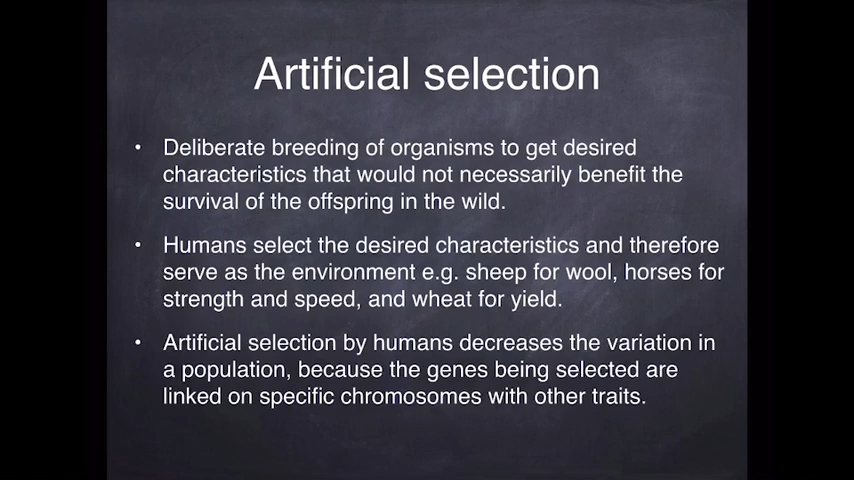 Artificial selection
• Deliberate breeding of organisms to get desired
characteristics that would not necessarily benefit the
survival of the offspring in the wild.
• Humans select the desired characteristics and therefore
serve as the environment e.g. sheep for wool, horses for
strength and speed, and wheat for yield.
• Artificial selection by humans decreases the variation in
a population, because the genes being selected are
linked on specific chromosomes with other traits.